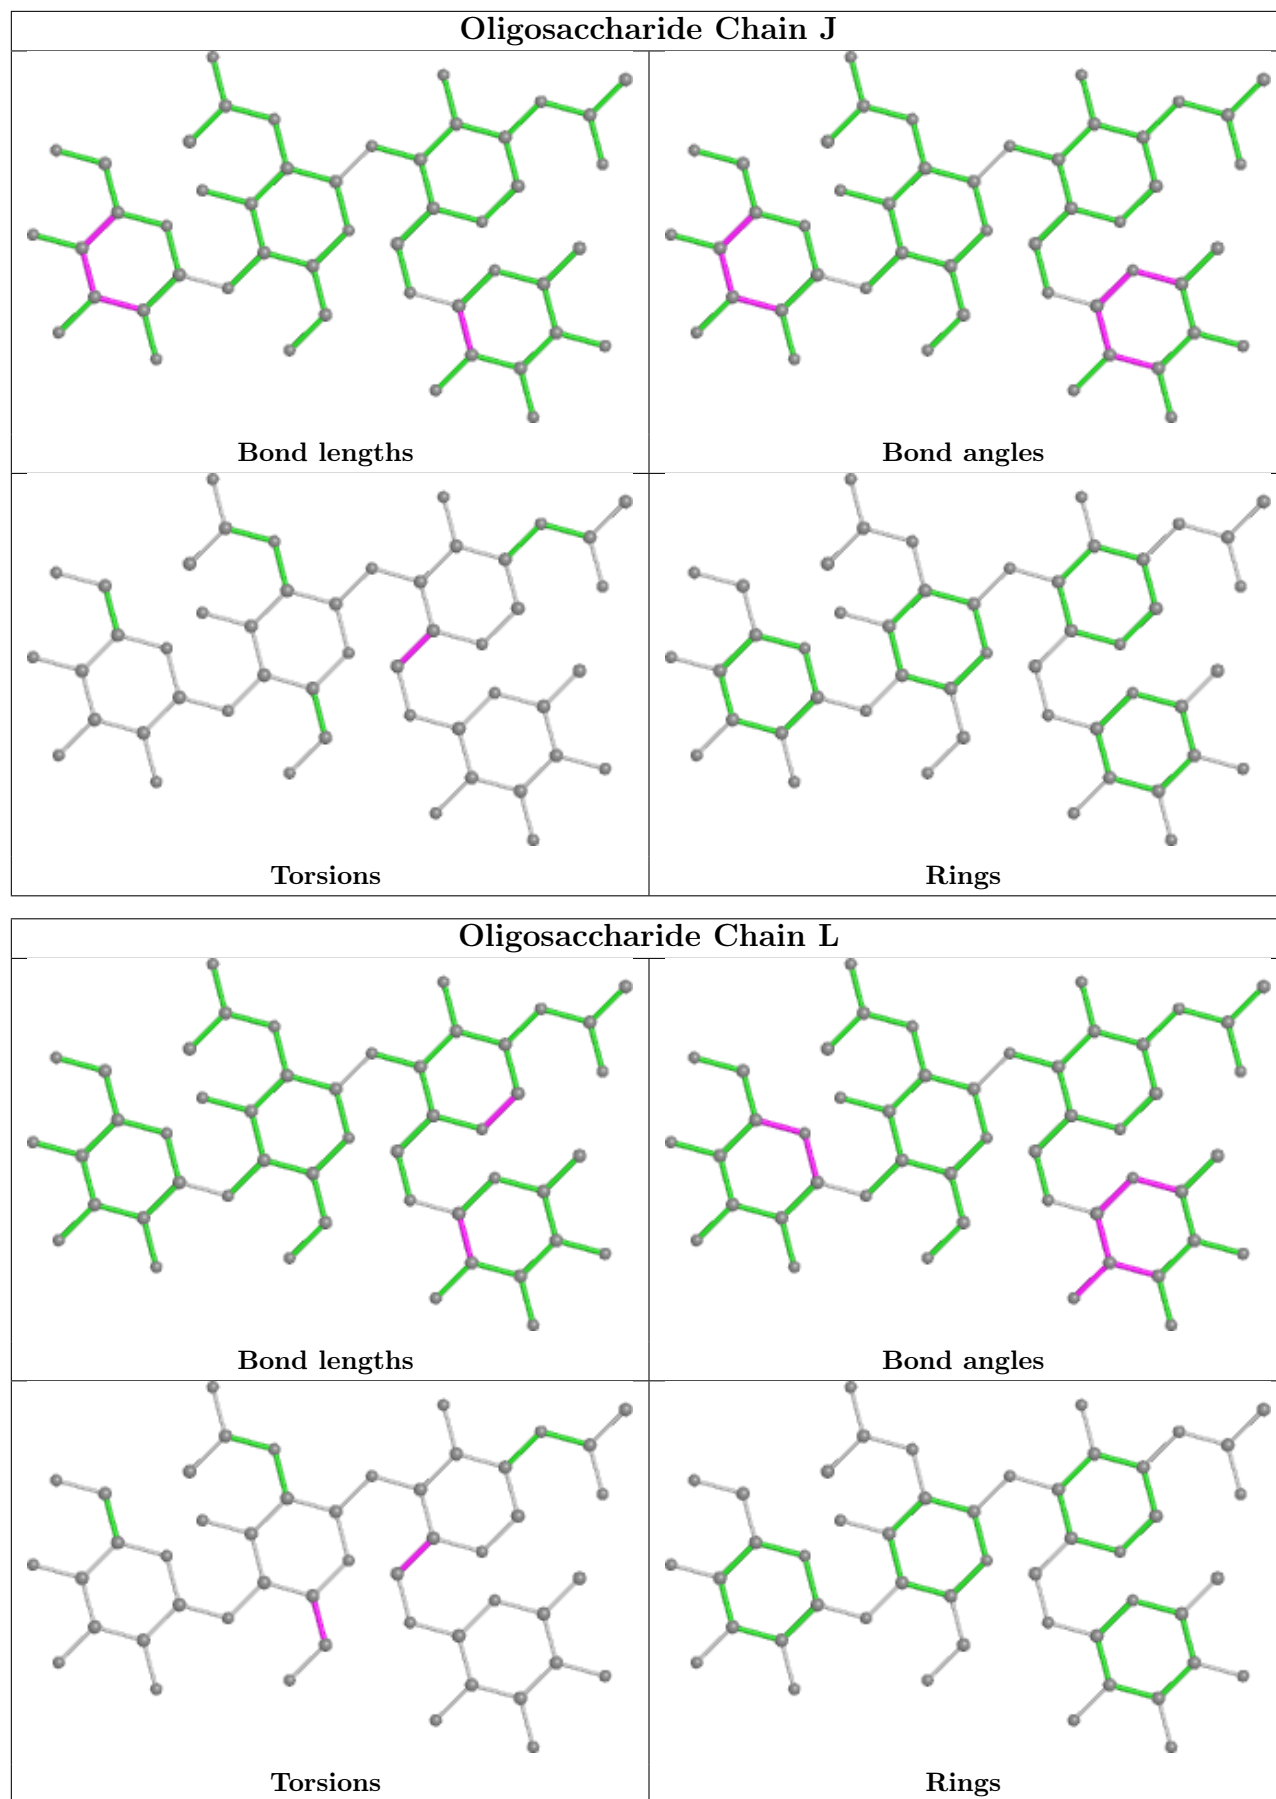 Oligosaccharide Chain J
Bond lengths
Bond angles
Torsions
Rings
Oligosaccharide Chain L
Bond lengths
Bond angles
Torsions
Rings